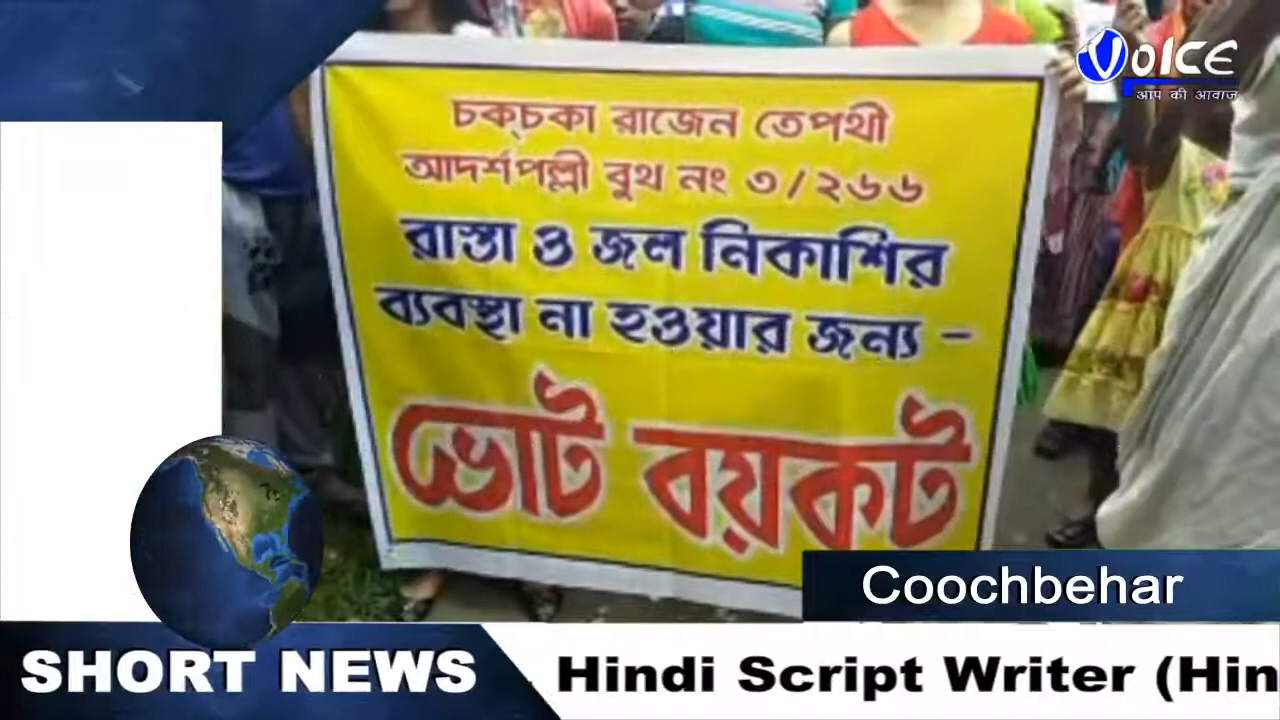 VOICE
आप की आवाज
চক্‌চকা রাজেন তেপথী
আদর্শপল্লী বুথ নং ৩/২৬৬
রাস্তা ও জল নিকাশির
ব্যবস্থা না হওয়ার জন্য -
ভোট বয়কট
Coochbehar
SHORT NEWS
Hindi Script Writer (Hin